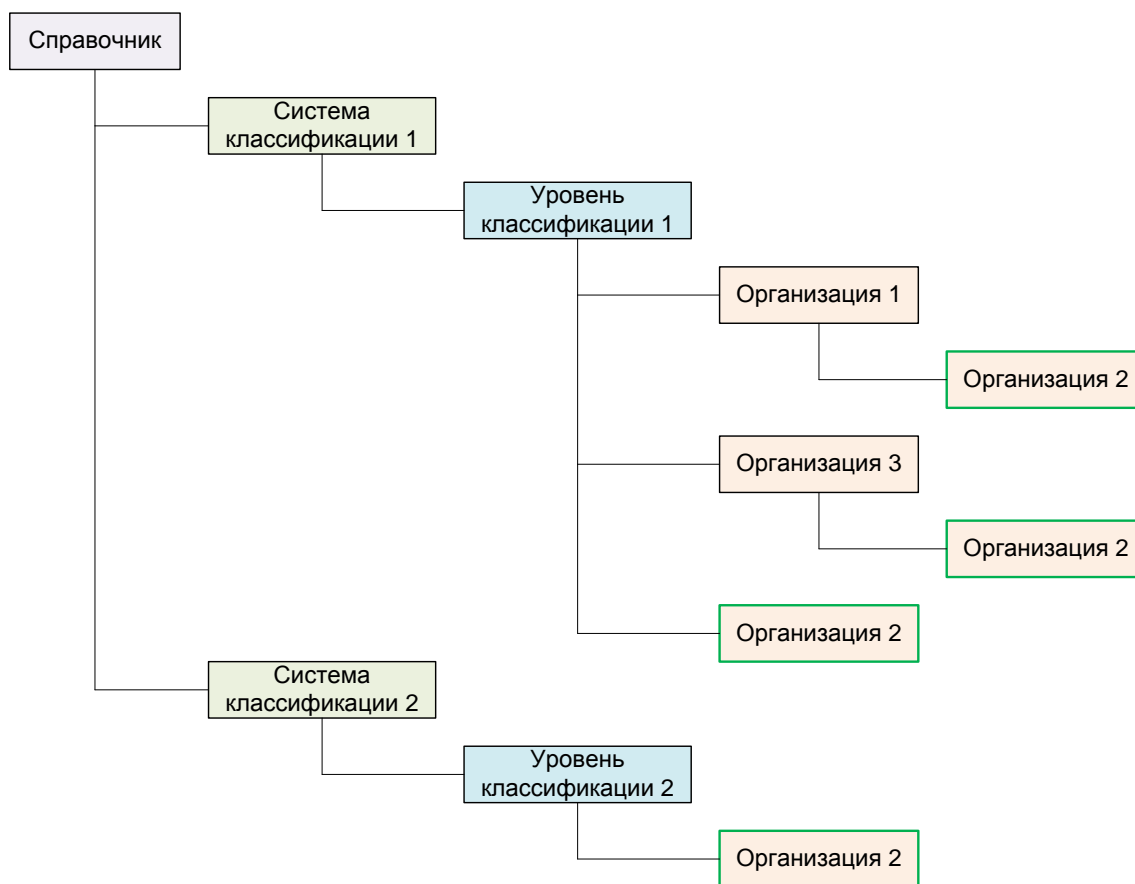 Справочник
Система
классификации 1
Уровень
классификации 1
Организация 1
Организация 2
Организация 3
Организация 2
Организация 2
Система
классификации 2
Уровень
классификации 2
Организация 2